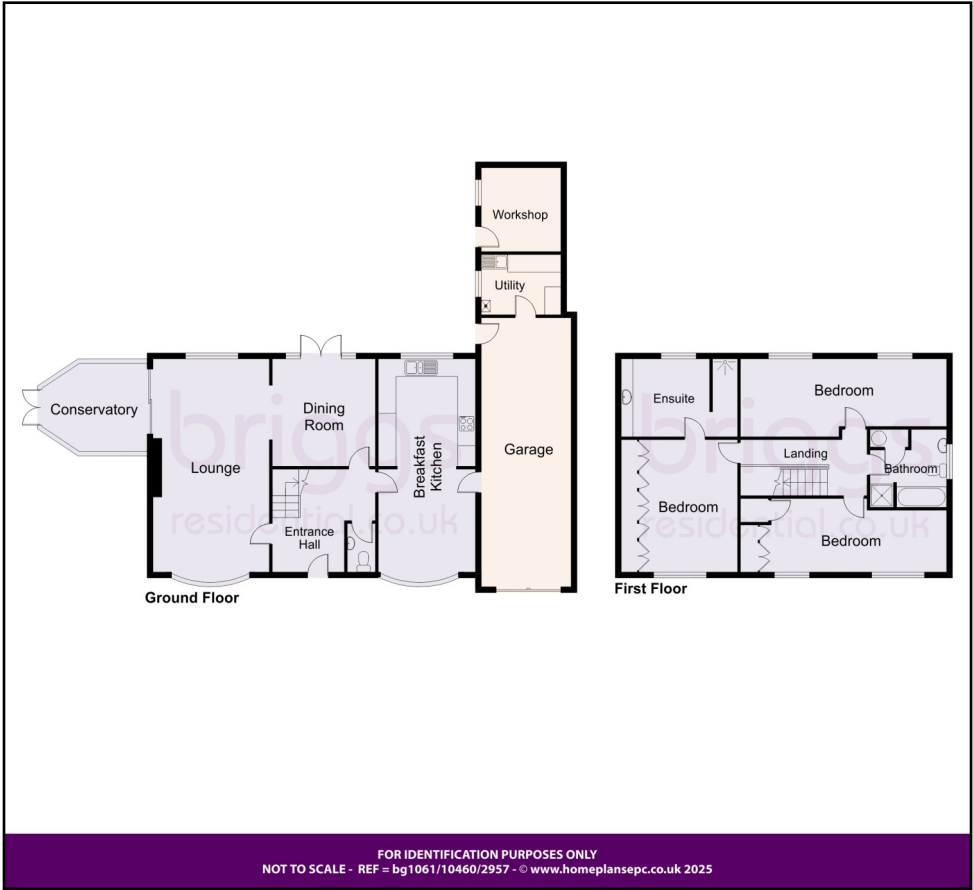 Workshop
Utility
Conservatory
Lounge
Dining
Room
Breakfast
Kitchen
Garage
Entrance
Hall
Ground Floor
briggs
residential.co.uk
Ensuite
Bedroom
Landing
Bathroom
Bedroom
Bedroom
First Floor
briggs
residential.co.uk
FOR IDENTIFICATION PURPOSES ONLY
NOT TO SCALE - REF = bg1061/10460/2957 - © www.homeplansepc.co.uk 2025